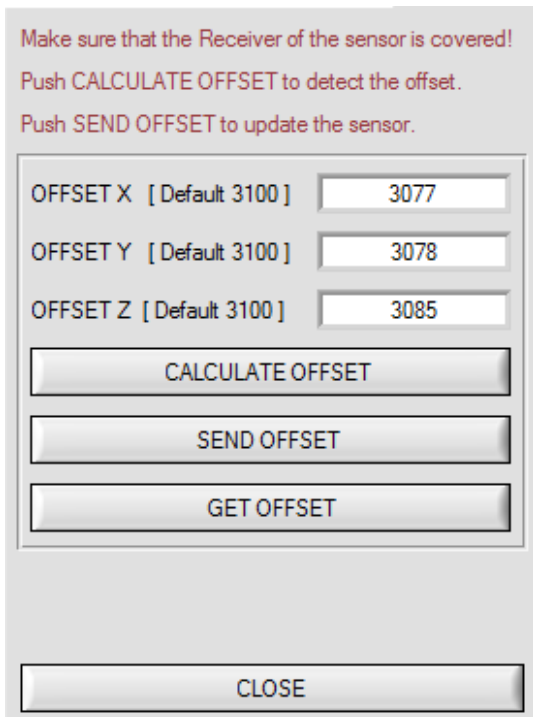 Make sure that the Receiver of the sensor is covered!
Push CALCULATE OFFSET to detect the offset.
Push SEND OFFSET to update the sensor.
OFFSET X [ Default 3100 ] 3077
OFFSET Y [ Default 3100 ] 3078
OFFSET Z [ Default 3100 ] 3085
CALCULATE OFFSET
SEND OFFSET
GET OFFSET
CLOSE